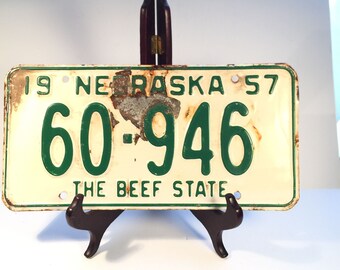 19 NEBRASKA 57
60-946
THE BEEF STATE